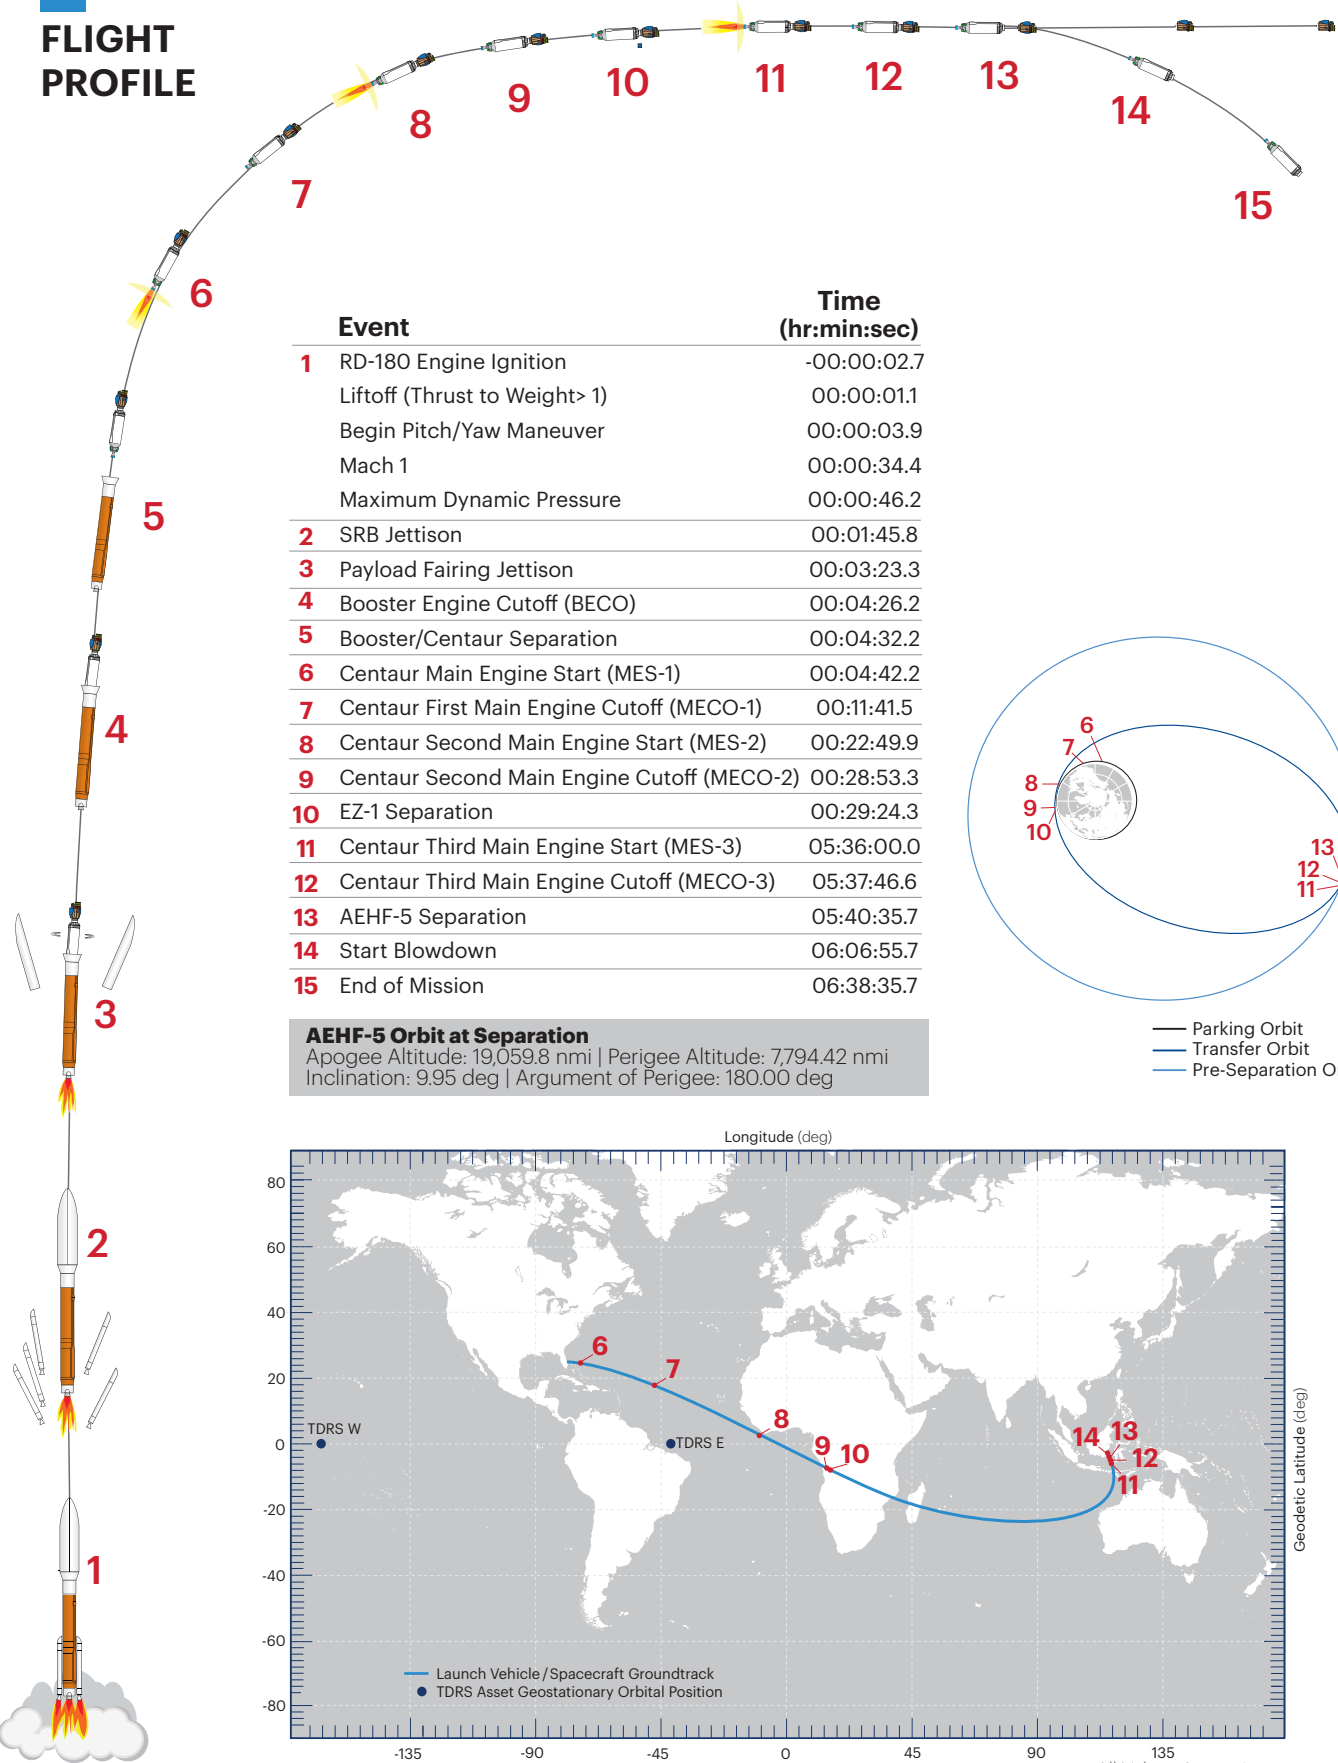 FLIGHT
PROFILE
1
2
3
4
5
6
7
8
9
10
11
12
13
14
15
Event Time (hr:min:sec)
1 RD-180 Engine Ignition -00:00:02.7
Liftoff (Thrust to Weight> 1) 00:00:01.1
Begin Pitch/Yaw Maneuver 00:00:03.9
Mach 1 00:00:34.4
Maximum Dynamic Pressure 00:00:46.2
2 SRB Jettison 00:01:45.8
3 Payload Fairing Jettison 00:03:23.3
4 Booster Engine Cutoff (BECO) 00:04:26.2
5 Booster/Centaur Separation 00:04:32.2
6 Centaur Main Engine Start (MES-1) 00:04:42.2
7 Centaur First Main Engine Cutoff (MECO-1) 00:11:41.5
8 Centaur Second Main Engine Start (MES-2) 00:22:49.9
9 Centaur Second Main Engine Cutoff (MECO-2) 00:28:53.3
10 EZ-1 Separation 00:29:24.3
11 Centaur Third Main Engine Start (MES-3) 05:36:00.0
12 Centaur Third Main Engine Cutoff (MECO-3) 05:37:46.6
13 AEHF-5 Separation 05:40:35.7
14 Start Blowdown 06:06:55.7
15 End of Mission 06:38:35.7
AEHF-5 Orbit at Separation
Apogee Altitude: 19,059.8 nmi | Perigee Altitude: 7,794.42 nmi
Inclination: 9.95 deg | Argument of Perigee: 180.00 deg
6
7
8
9
10
13
12
11
Parking Orbit
Transfer Orbit
Pre-Separation O
Longitude (deg)
80
60
40
20
0
-20
-40
-60
-80
Geodetic Latitude (deg)
6
7
8
9
10
14
13
12
11
TDRS W
TDRS E
Launch Vehicle/Spacecraft Groundtrack
TDRS Asset Geostationary Orbital Position
-135 -90 -45 0 45 90 135